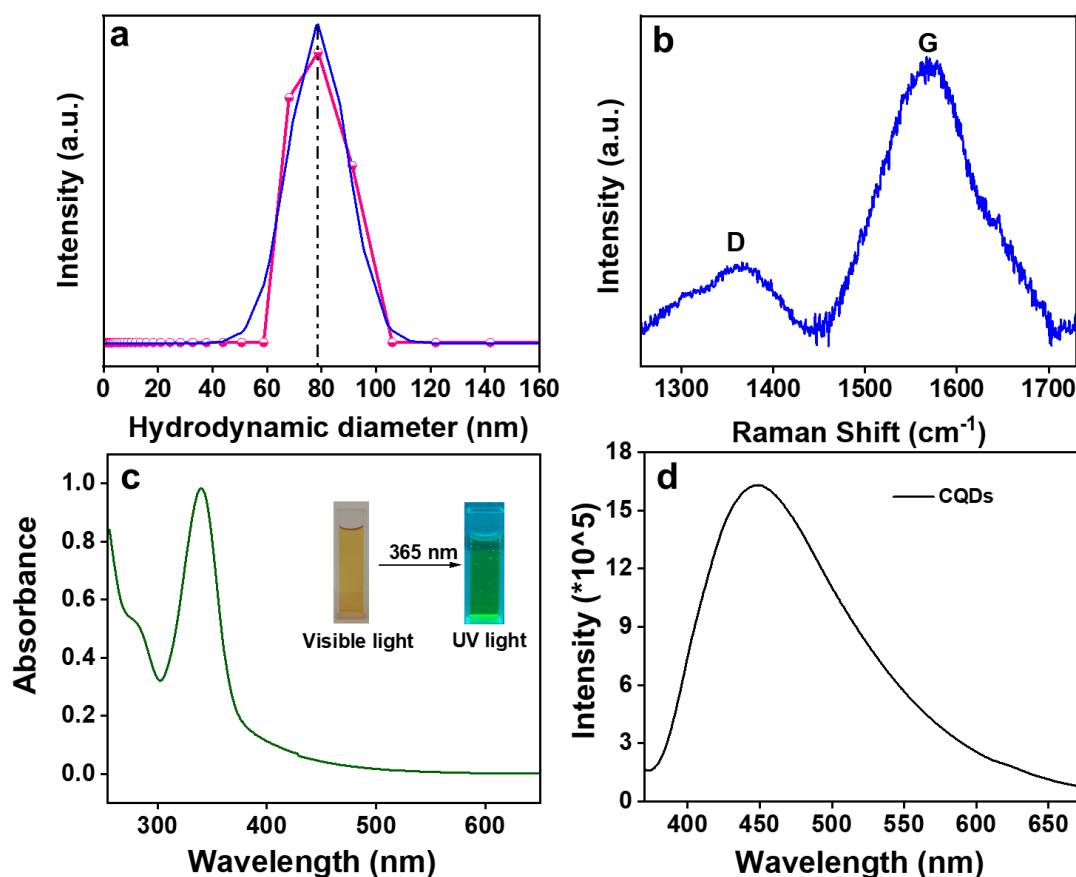 a
Intensity (a.u.)
0 20 40 60 80 100 120 140 160
Hydrodynamic diameter (nm)
b
G
D
Intensity (a.u.)
1300 1400 1500 1600 1700
Raman Shift (cm⁻¹)
c
1.0
0.8
0.6
0.4
0.2
0.0
Absorbance
365 nm
Visible light UV light
300 400 500 600
Wavelength (nm)
d
CQDs
18
15
12
9
6
3
0
Intensity (*10^5)
400 450 500 550 600 650
Wavelength (nm)